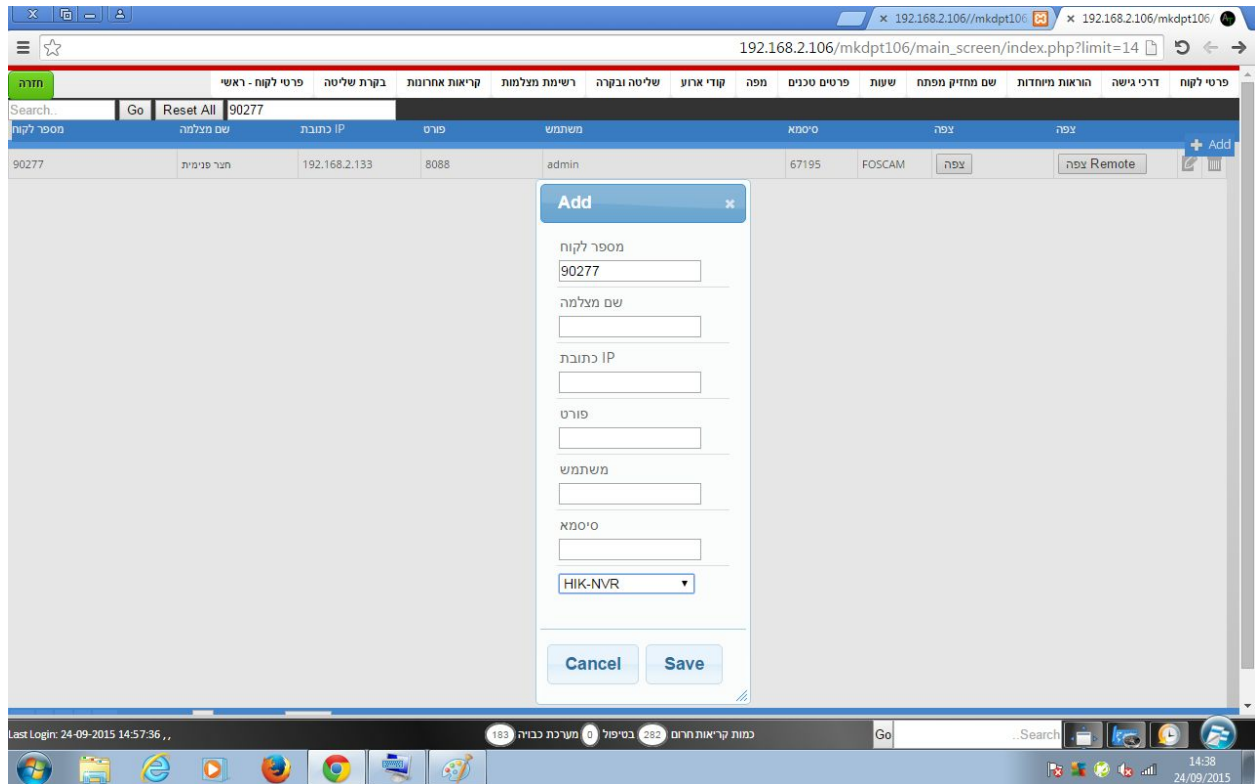 192.168.2.106//mkdpt106
192.168.2.106/mkdpt106/
192.168.2.106/mkdpt106/main_screen/index.php?limit=14
פרטי לקוח דרכי גישה הוראות מיוחדות שם מחזיק מפתח שעות פרטים טכנים מפה קודי ארוע שליטה ובקרה רשימת מצלמות קריאות אחרונות בקרת שליטה פרטי לקוח - ראשי חזרה
Search.. Go Reset All 90277
מספר לקוח שם מצלמה כתובת IP פורט משתמש סיסמא צפה צפה
Add
90277 חצר פנימית 192.168.2.133 8088 admin 67195 FOSCAM צפה צפה Remote
Add
מספר לקוח
90277
שם מצלמה
כתובת IP
פורט
משתמש
סיסמא
HIK-NVR
Cancel Save
Last Login: 24-09-2015 14:57:36 , ,
כמות קריאות חרום 282 בטיפול 0 מערכת כבויה 183
Go Search..
14:38
24/09/2015